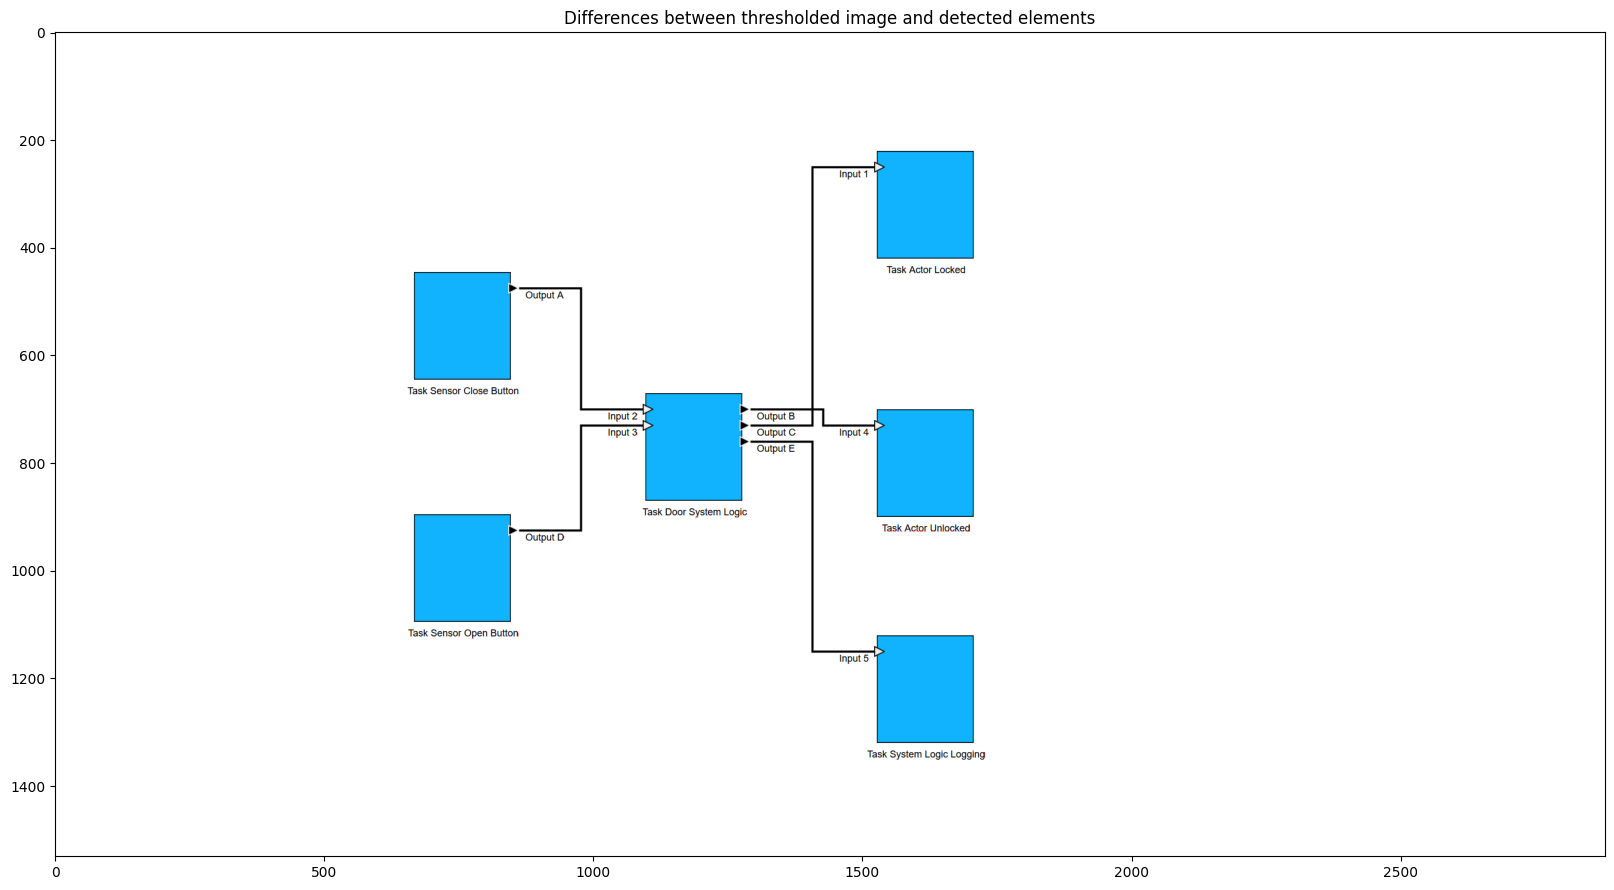 Differences between thresholded image and detected elements
0
200
400
600
800
1000
1200
1400
Input 1
Task Actor Locked
Output A
Task Sensor Close Button
Input 2
Input 3
Output B
Output C
Output E
Input 4
Task Door System Logic
Task Actor Unlocked
Output D
Task Sensor Open Button
Input 5
Task System Logic Logging
0
500
1000
1500
2000
2500